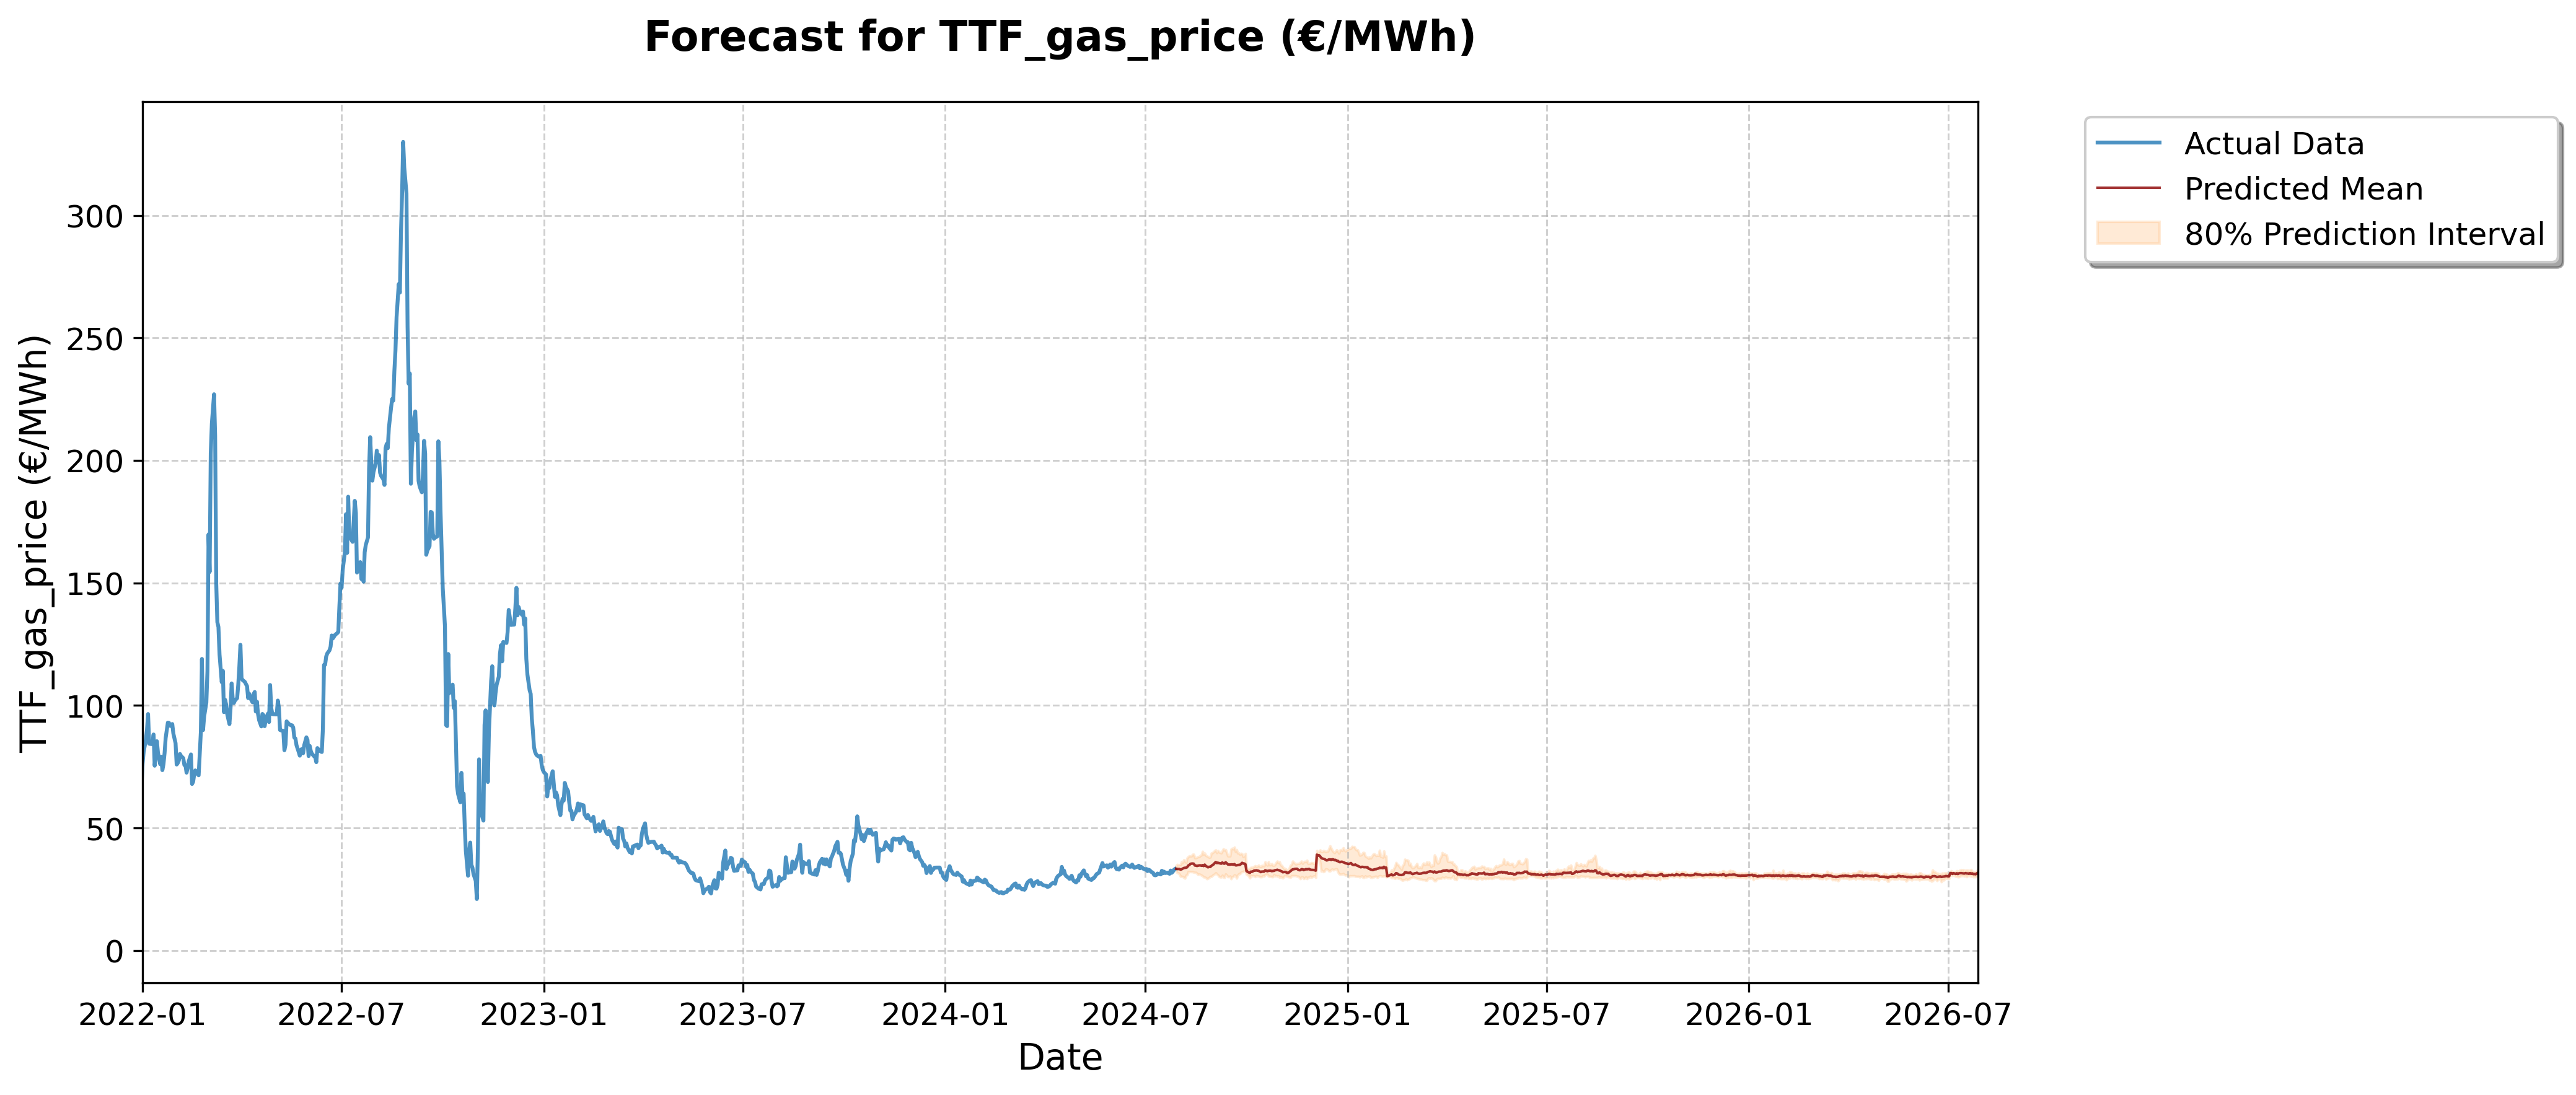 Forecast for TTF_gas_price (€/MWh)
Actual Data
Predicted Mean
80% Prediction Interval
TTF_gas_price (€/MWh)
300
250
200
150
100
50
0
2022-01 2022-07 2023-01 2023-07 2024-01 2024-07 2025-01 2025-07 2026-01 2026-07
Date